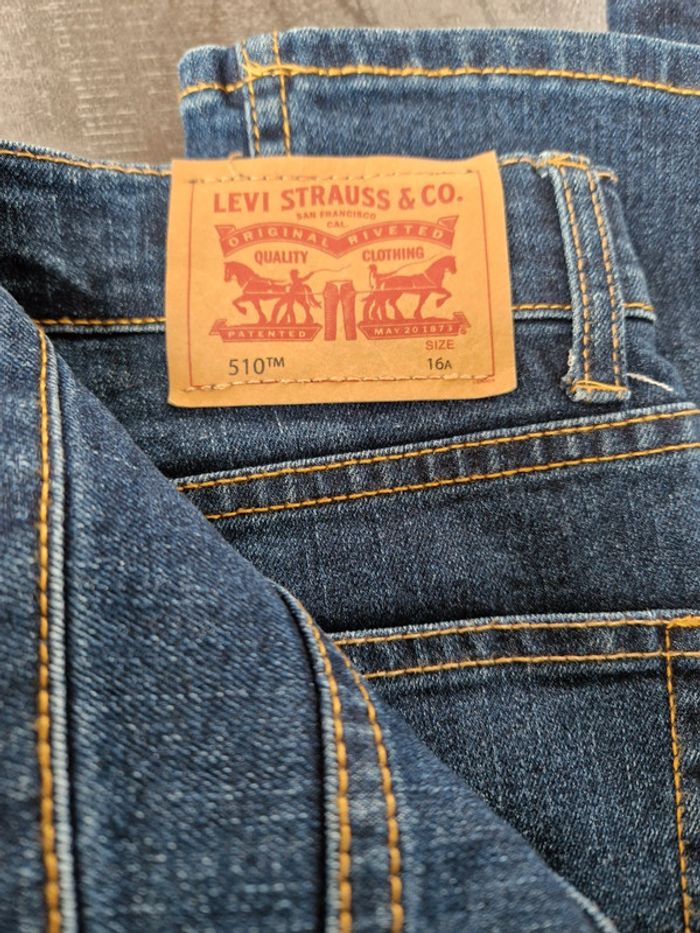 LEVI STRAUSS & CO.
SAN FRANCISCO
CAL.
ORIGINAL RIVETED
QUALITY CLOTHING
PATENTED MAY 20 1873
SIZE
510™ 16A